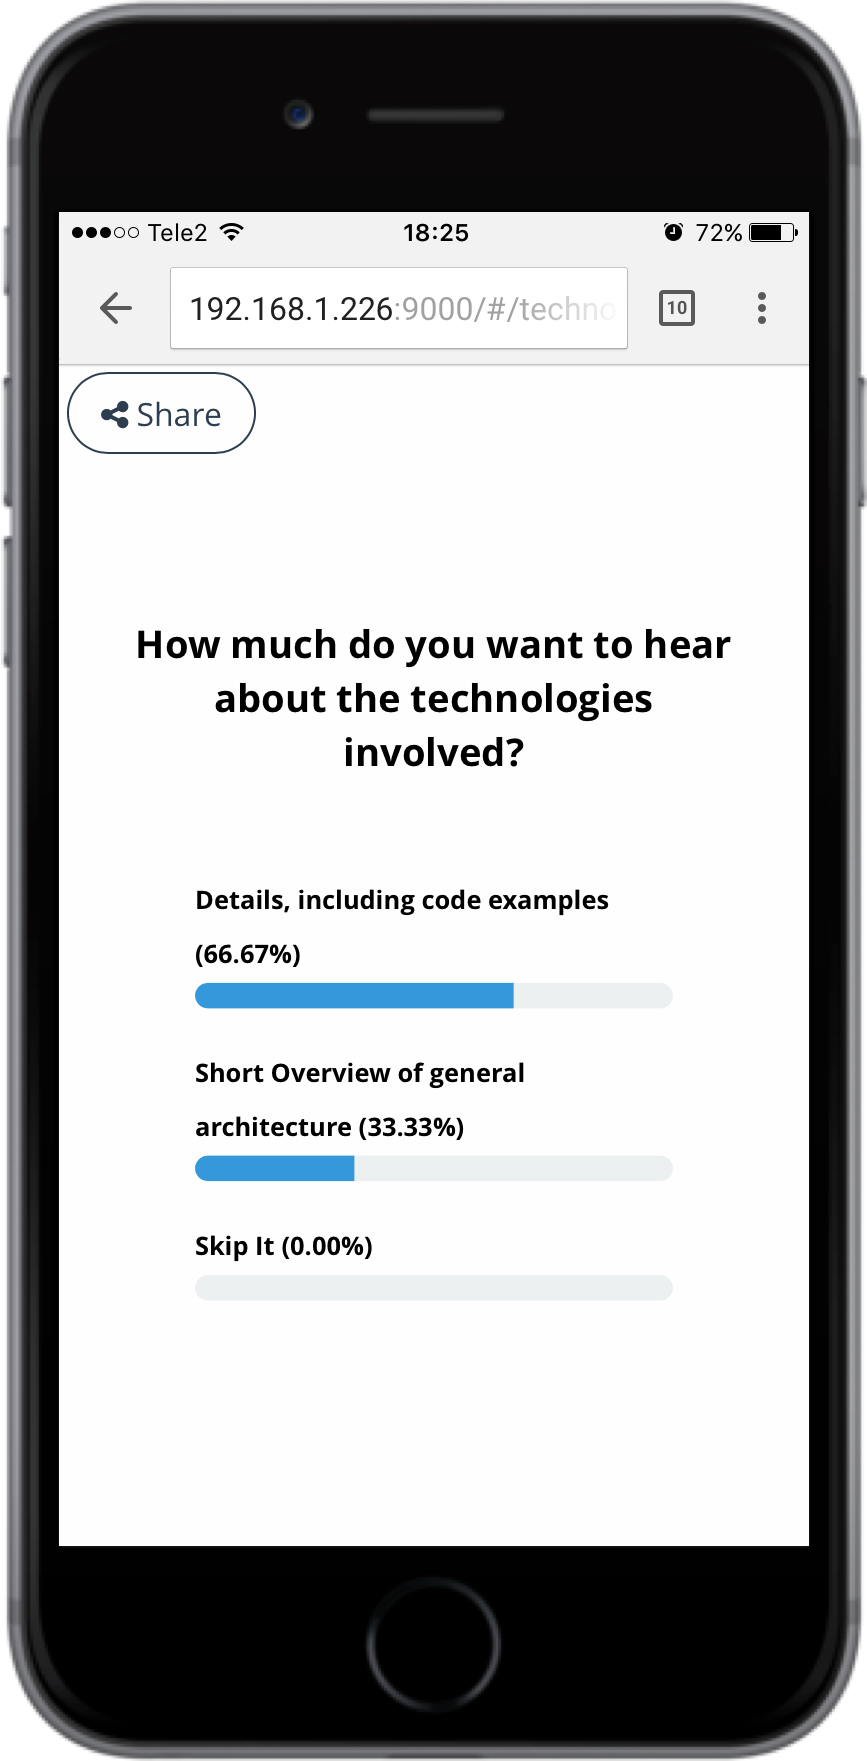 Tele2 18:25 72%
192.168.1.226:9000/#/techno 10
Share
How much do you want to hear
about the technologies
involved?
Details, including code examples
(66.67%)
Short Overview of general
architecture (33.33%)
Skip It (0.00%)